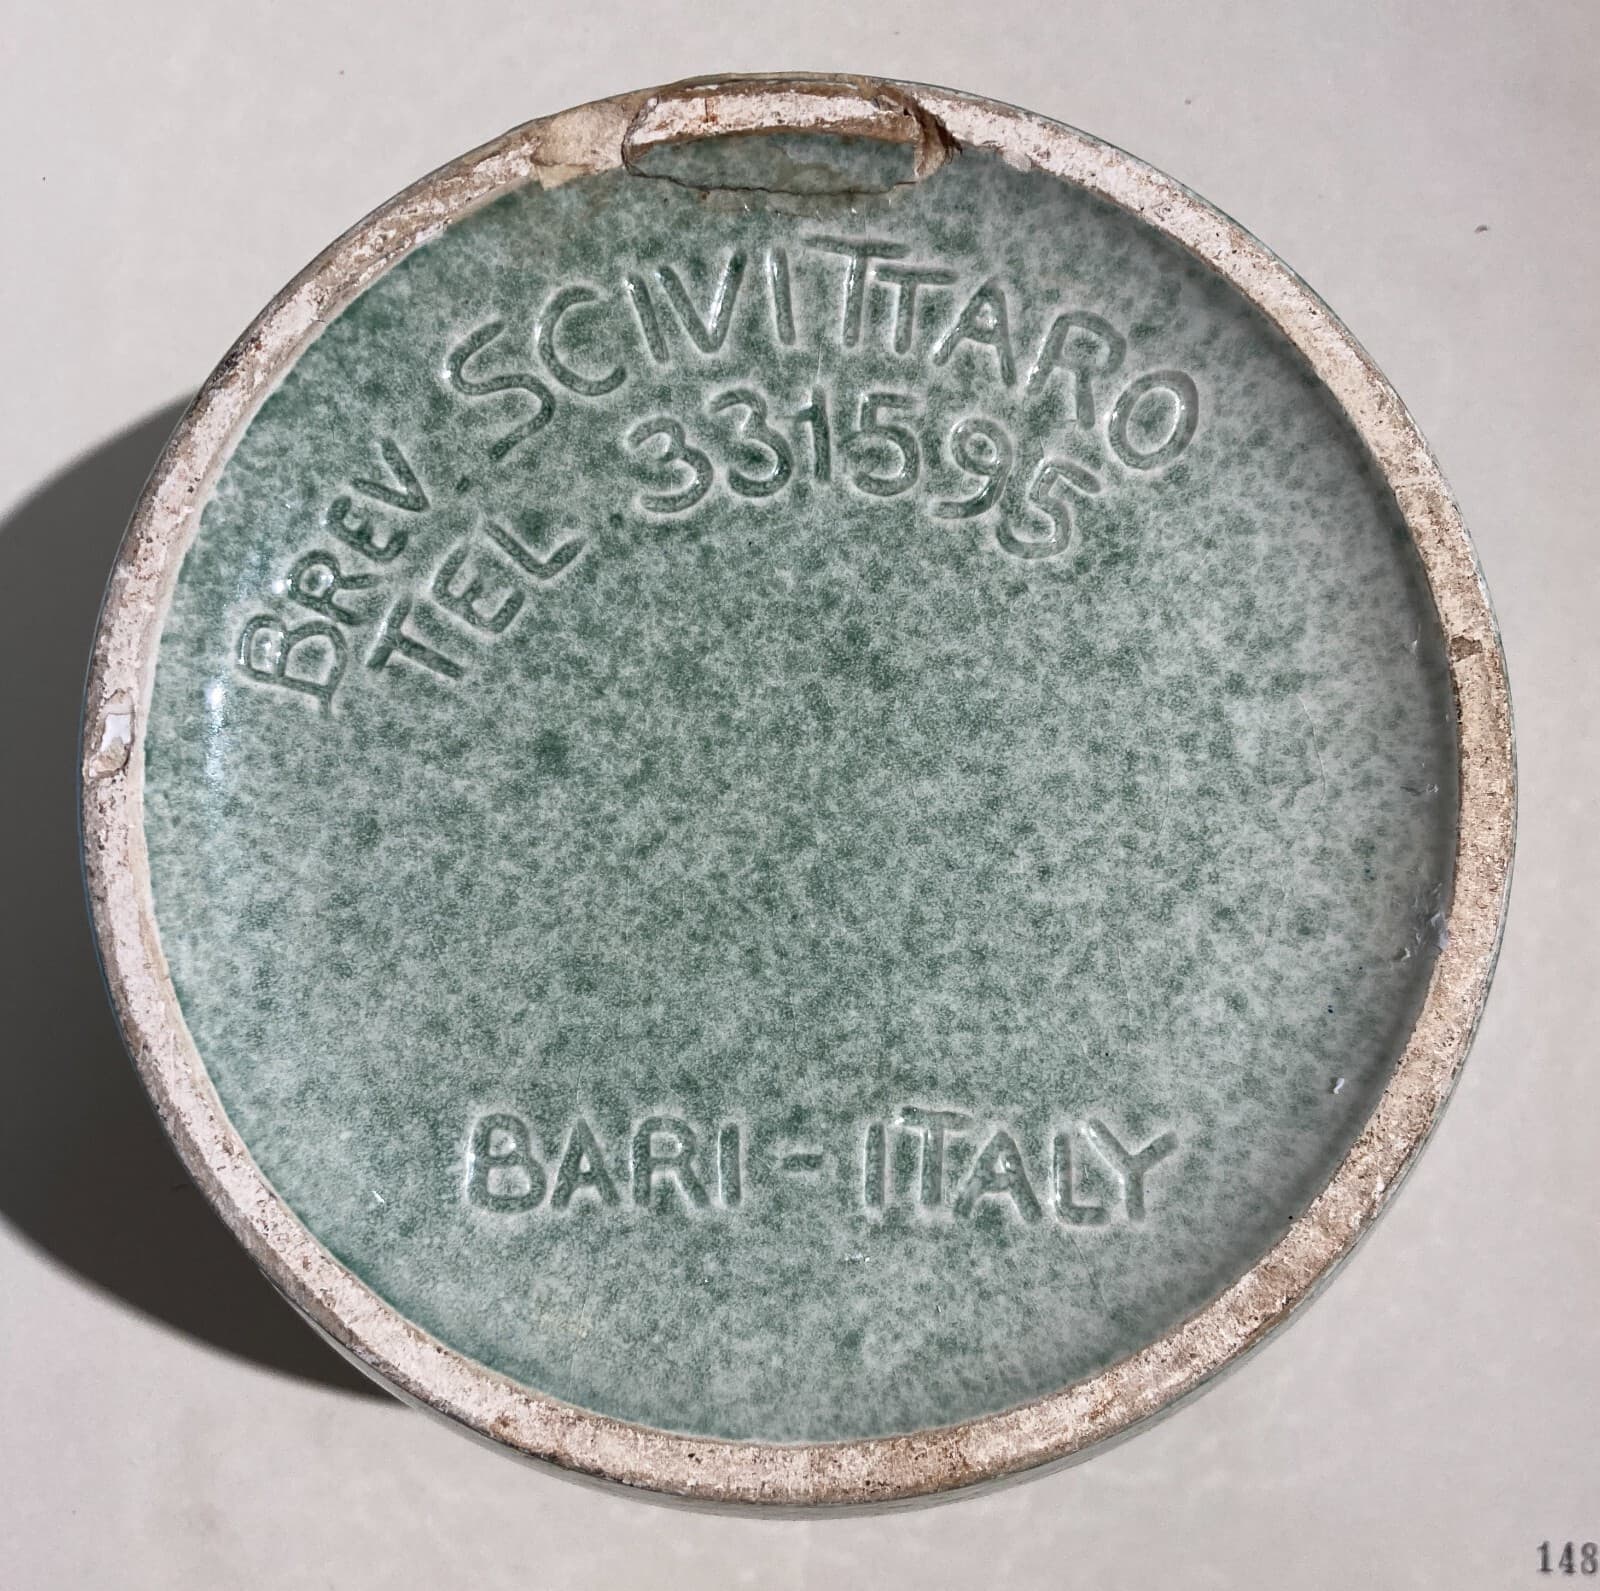 BREV SCIVITTARO
TEL 331595
BARI - ITALY
148